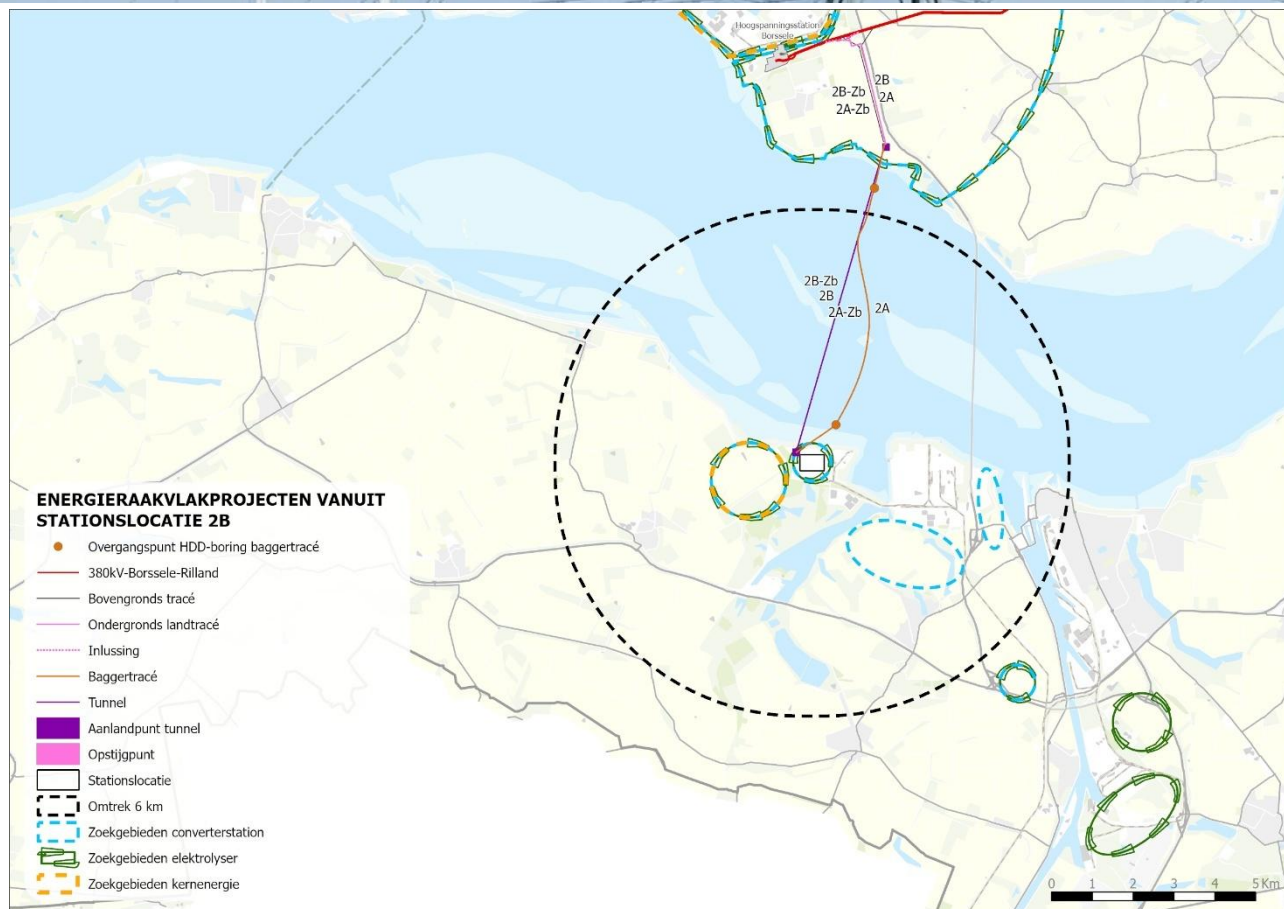 Hoogspanningsstation
Borssele
2B
2B-Zb
2A
2A-Zb
2B-Zb
2B
2A-Zb
2A
ENERGIERAAKVLAKPROJECTEN VANUIT
STATIONSLOCATIE 2B
Overgangspunt HDD-boring baggertracé
380kV-Borssele-Rilland
Bovengronds tracé
Ondergronds landtracé
Inlussing
Baggertracé
Tunnel
Aanlandpunt tunnel
Opstijgpunt
Stationslocatie
Omtrek 6 km
Zoekgebieden converterstation
Zoekgebieden elektrolyser
Zoekgebieden kernenergie
0 1 2 3 4 5 Km